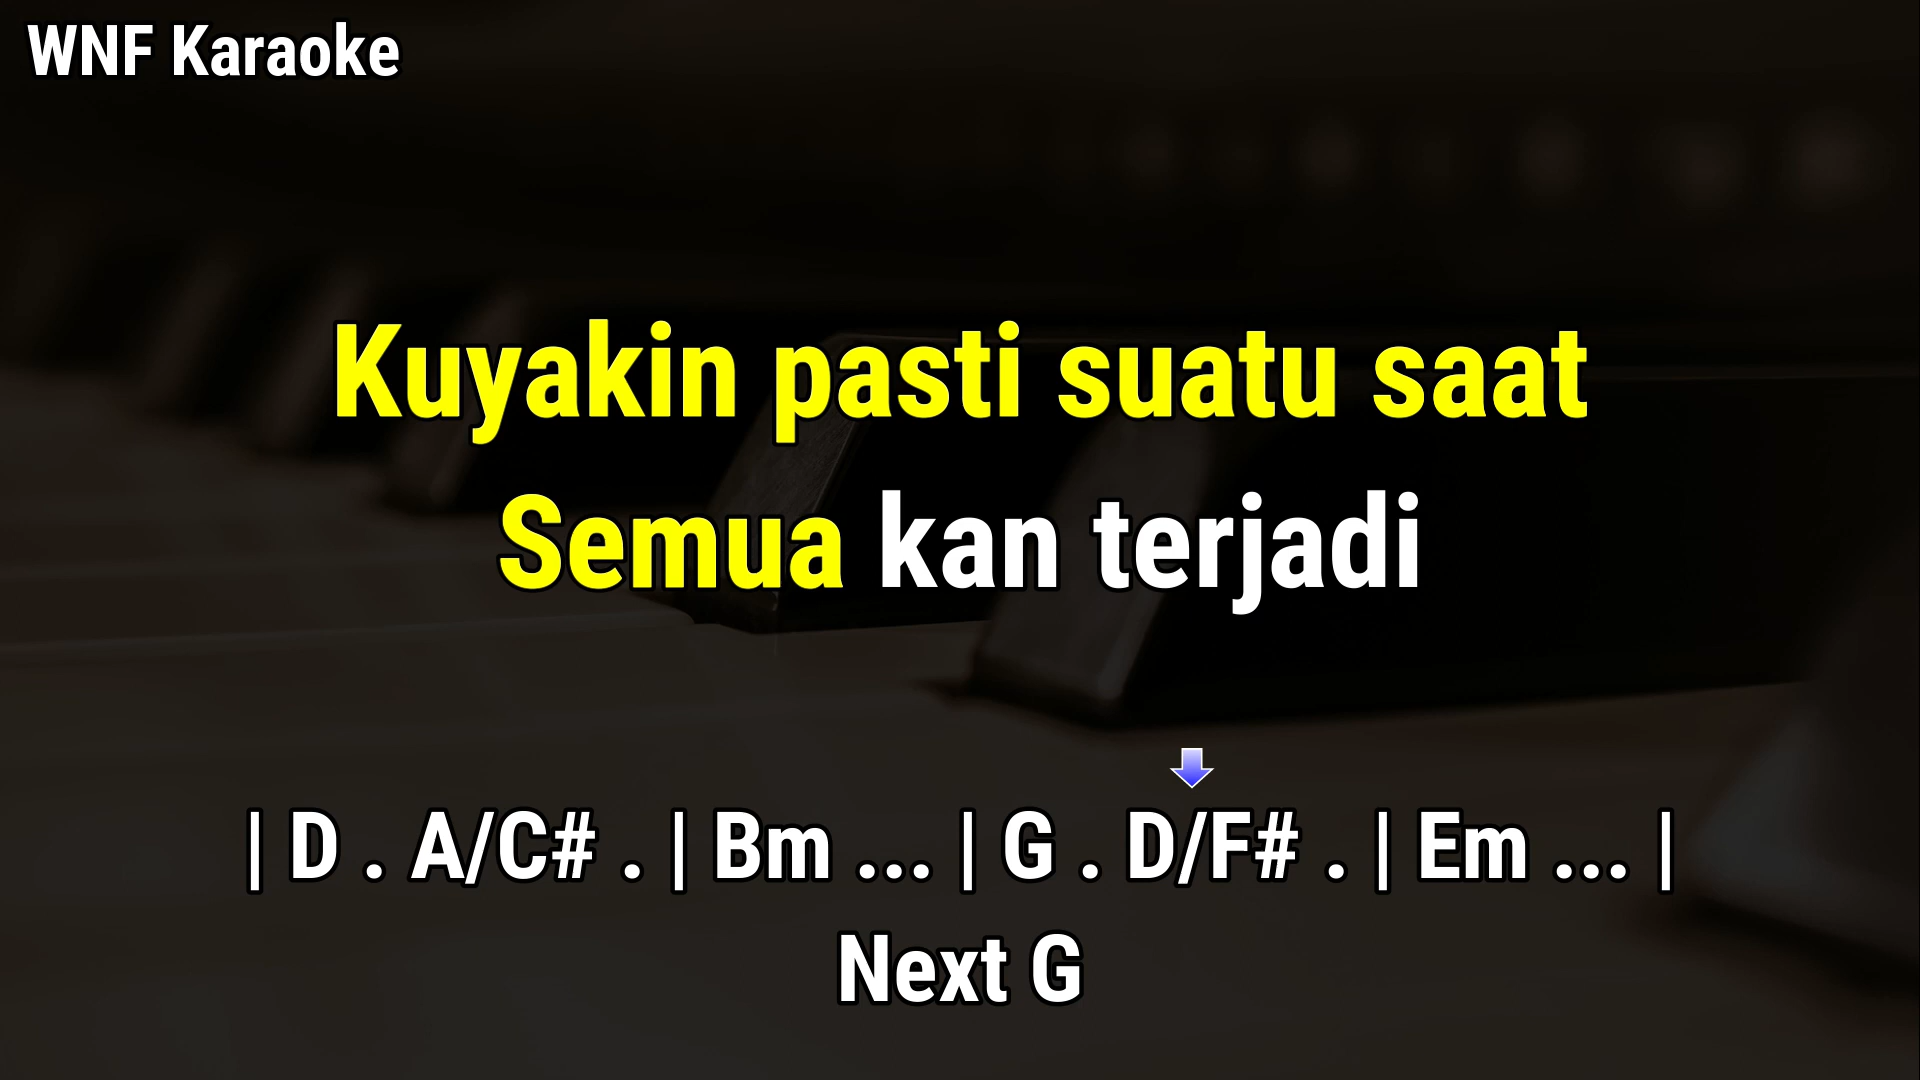 WNF Karaoke
Kuyakin pasti suatu saat
Semua kan terjadi
| D . A/C# . | Bm ... | G . D/F# . | Em ... |
Next G